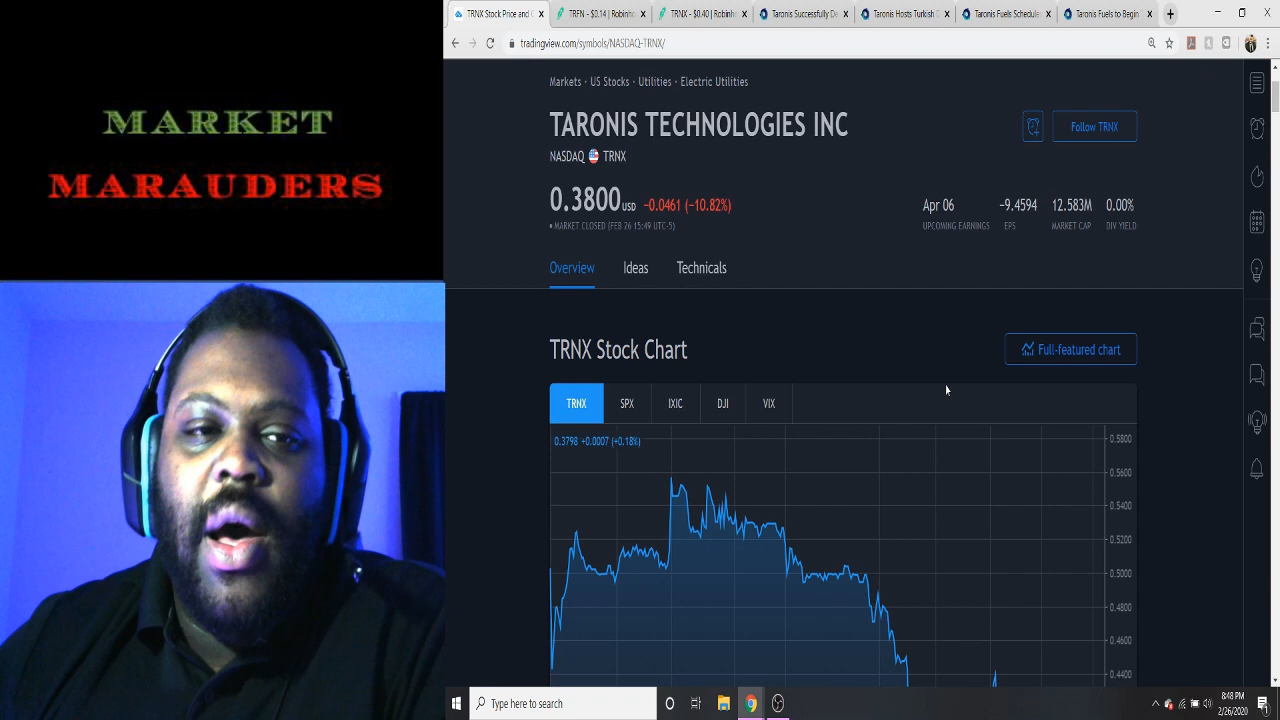 MARKET
MARAUDERS
TRNX Stock Price and C
TRFN - $0.14 | Robinh
TRNX - $0.40 | Robinh
Taronis Successfully De
Taronis Hosts Turkish D
Taronis Fuels Schedule
Taronis Fuels to Begin
tradingview.com/symbols/NASDAQ-TRNX/
Markets · US Stocks · Utilities · Electric Utilities
TARONIS TECHNOLOGIES INC
Follow TRNX
NASDAQ TRNX
0.3800 USD −0.0461 (−10.82%)
Apr 06 −9.4594 12.583M 0.00%
MARKET CLOSED (FEB 26 15:49 UTC-5)
UPCOMING EARNINGS EPS MARKET CAP DIV YIELD
Overview Ideas Technicals
TRNX Stock Chart
Full-featured chart
TRNX SPX IXIC DJI VIX
0.3798 +0.0007 (+0.18%)
0.5800
0.5600
0.5400
0.5200
0.5000
0.4800
0.4600
0.4400
Type here to search
8:48 PM
2/26/2020